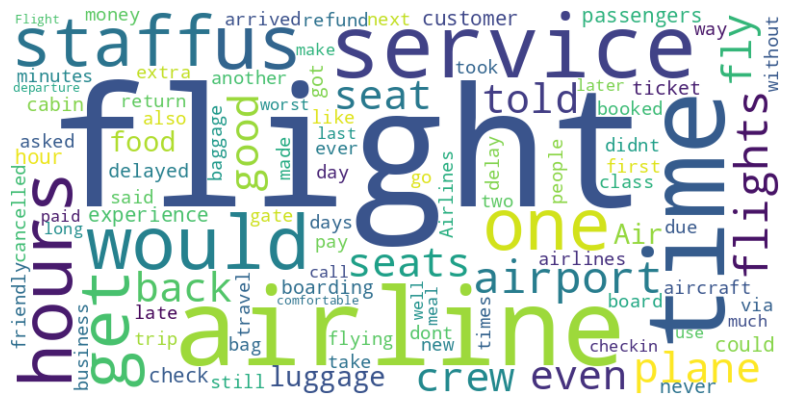 Flight money arrived refund next customer passengers way
departure staff us service make got took fly without
minutes extra another worst seat told later ticket
cabin return good like booked
asked also food baggage made last ever flight time didnt flights
hour delayed day go delay people first class
said two
paid experience gate days one Air due
long would pay Airlines
friendly cancelled hours back call seats airport airlines aircraft
get travel boarding comfortable well meal board via
business late airline times new could much
trip flying dont checkin use
bag take plane
check still luggage crew even never